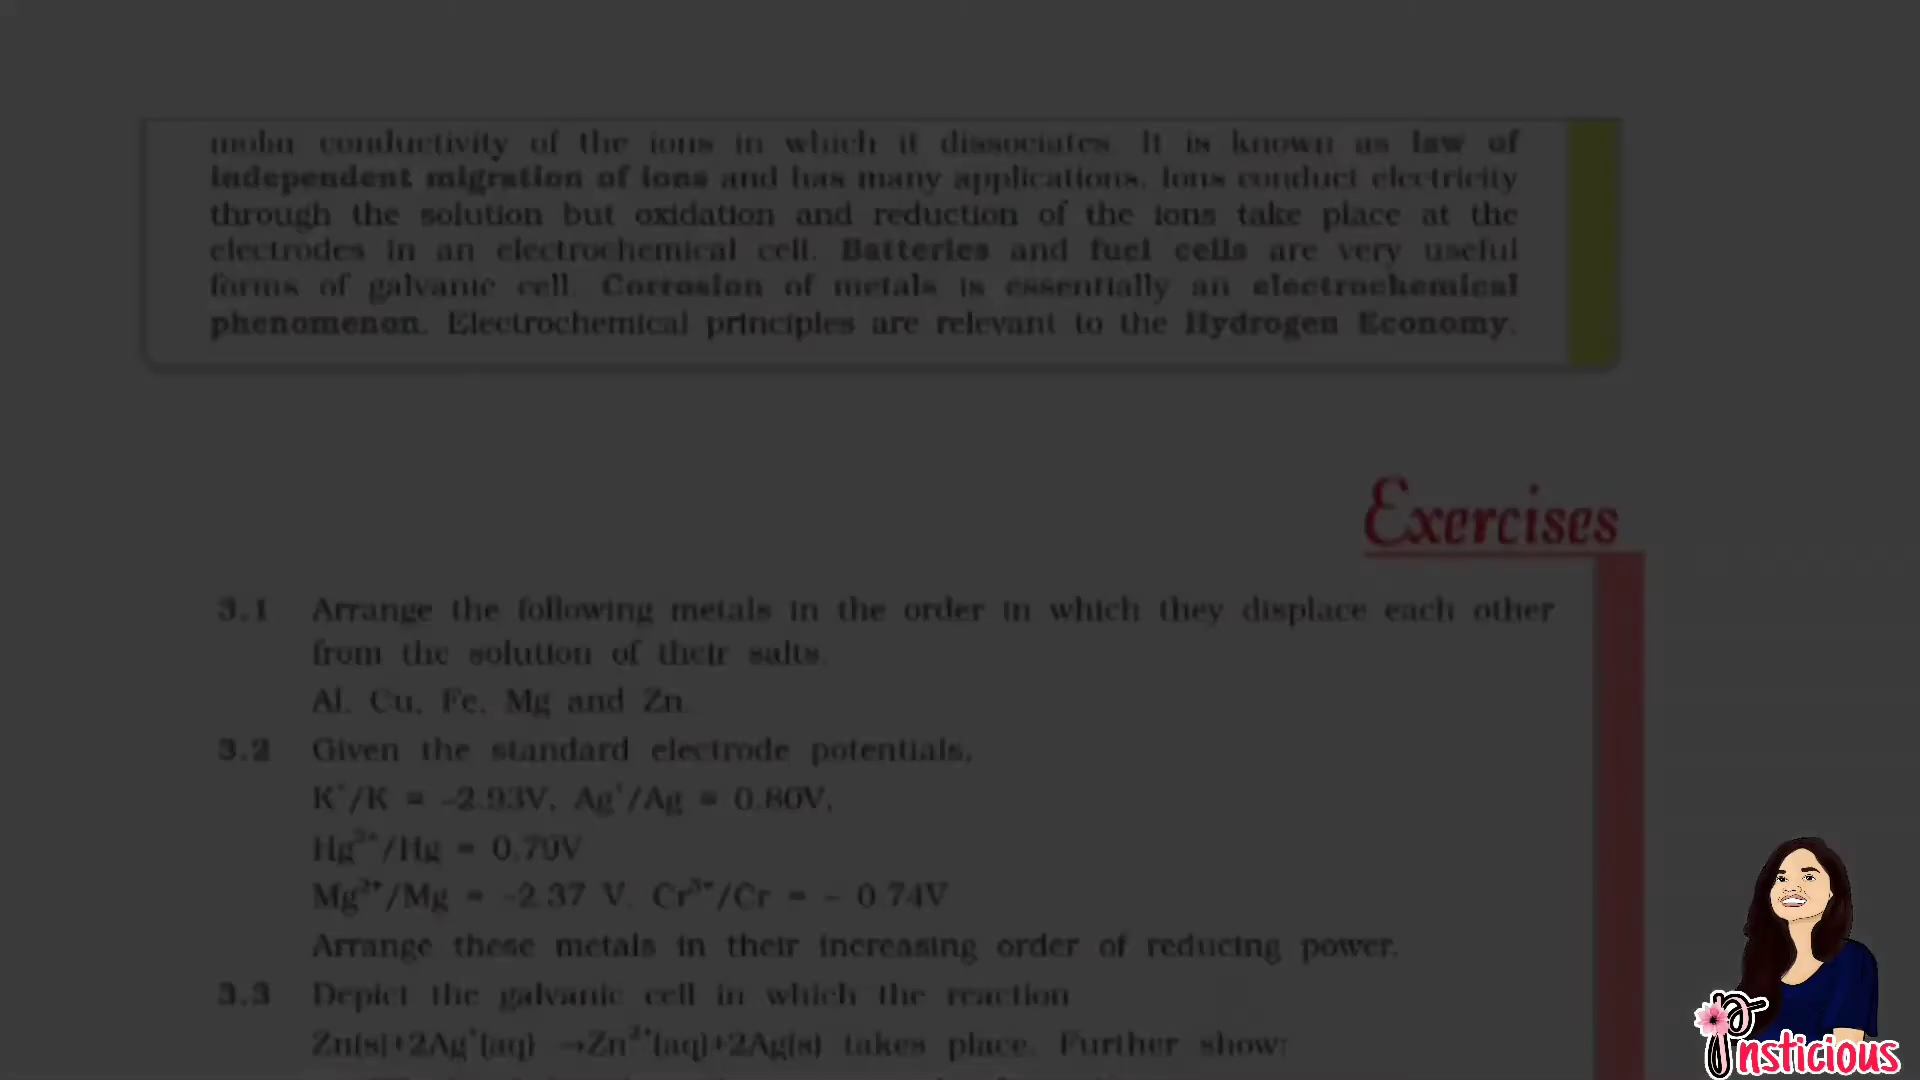 molar conductivity of the ions in which it dissociates. It is known as law of
independent migration of ions and has many applications. Ions conduct electricity
through the solution but oxidation and reduction of the ions take place at the
electrodes in an electrochemical cell. Batteries and fuel cells are very useful
forms of galvanic cell. Corrosion of metals is essentially an electrochemical
phenomenon. Electrochemical principles are relevant to the Hydrogen Economy.
Exercises
3.1 Arrange the following metals in the order in which they displace each other
from the solution of their salts.
Al, Cu, Fe, Mg and Zn.
3.2 Given the standard electrode potentials,
K⁺/K = –2.93V, Ag⁺/Ag = 0.80V,
Hg²⁺/Hg = 0.79V
Mg²⁺/Mg = –2.37 V, Cr³⁺/Cr = – 0.74V
Arrange these metals in their increasing order of reducing power.
3.3 Depict the galvanic cell in which the reaction
Zn(s)+2Ag⁺(aq) →Zn²⁺(aq)+2Ag(s) takes place. Further show:
Pnsticious